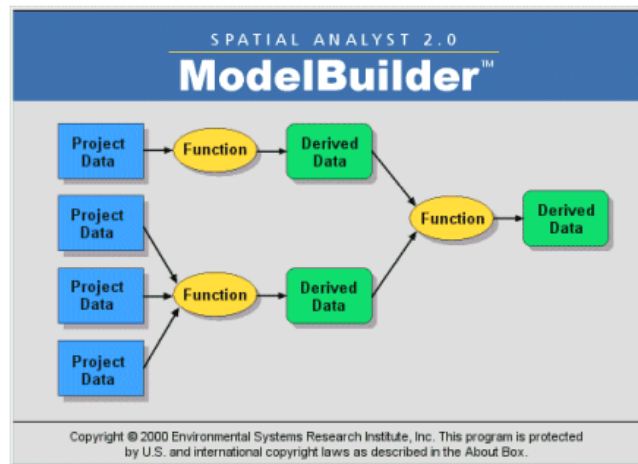 SPATIAL ANALYST 2.0
ModelBuilder™
Project
Data
Function
Derived
Data
Project
Data
Function
Derived
Data
Project
Data
Function
Derived
Data
Project
Data
Copyright © 2000 Environmental Systems Research Institute, Inc. This program is protected
by U.S. and international copyright laws as described in the About Box.